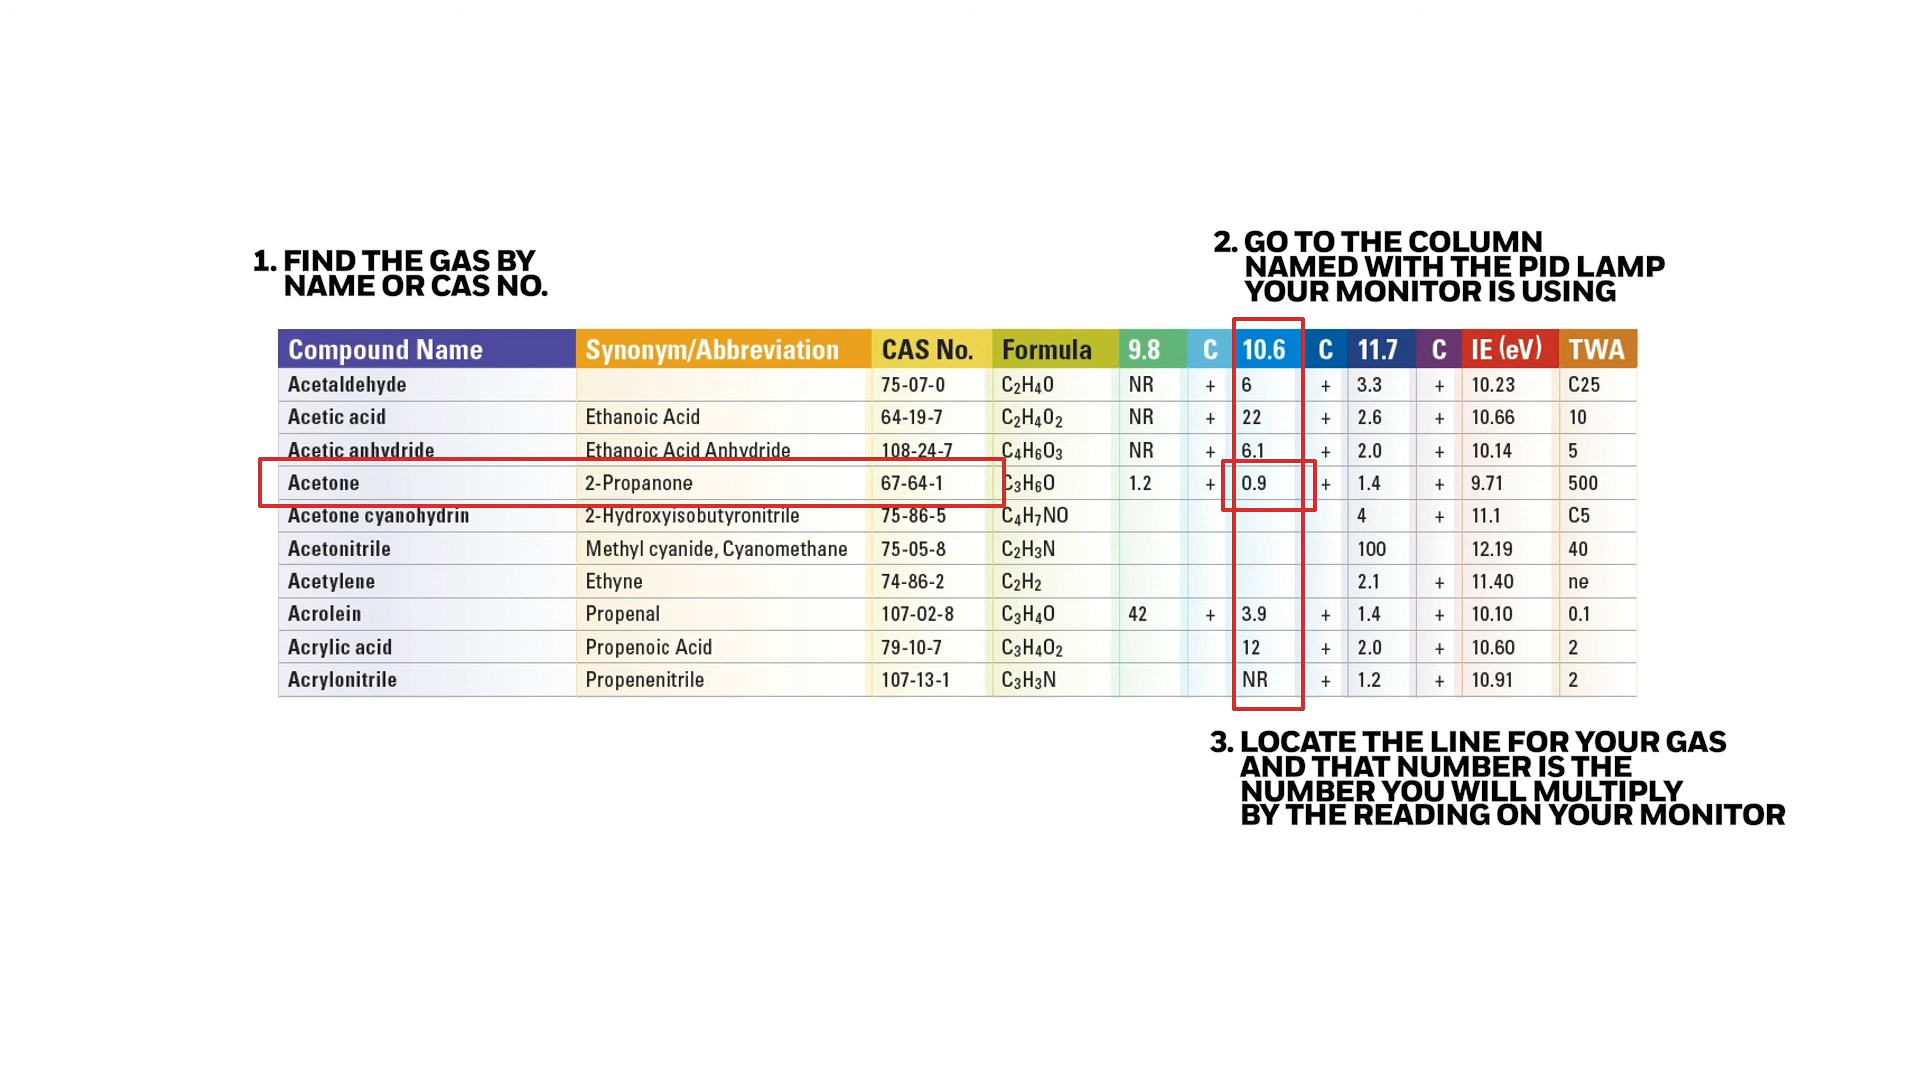 1. FIND THE GAS BY
NAME OR CAS NO.
2. GO TO THE COLUMN
NAMED WITH THE PID LAMP
YOUR MONITOR IS USING
Compound Name Synonym/Abbreviation CAS No. Formula 9.8 C 10.6 C 11.7 C IE (eV) TWA
Acetaldehyde 75-07-0 C₂H₄O NR + 6 + 3.3 + 10.23 C25
Acetic acid Ethanoic Acid 64-19-7 C₂H₄O₂ NR + 22 + 2.6 + 10.66 10
Acetic anhydride Ethanoic Acid Anhydride 108-24-7 C₄H₆O₃ NR + 6.1 + 2.0 + 10.14 5
Acetone 2-Propanone 67-64-1 C₃H₆O 1.2 + 0.9 + 1.4 + 9.71 500
Acetone cyanohydrin 2-Hydroxyisobutyronitrile 75-86-5 C₄H₇NO 4 + 11.1 C5
Acetonitrile Methyl cyanide, Cyanomethane 75-05-8 C₂H₃N 100 12.19 40
Acetylene Ethyne 74-86-2 C₂H₂ 2.1 + 11.40 ne
Acrolein Propenal 107-02-8 C₃H₄O 42 + 3.9 + 1.4 + 10.10 0.1
Acrylic acid Propenoic Acid 79-10-7 C₃H₄O₂ 12 + 2.0 + 10.60 2
Acrylonitrile Propenenitrile 107-13-1 C₃H₃N NR + 1.2 + 10.91 2
3. LOCATE THE LINE FOR YOUR GAS
AND THAT NUMBER IS THE
NUMBER YOU WILL MULTIPLY
BY THE READING ON YOUR MONITOR